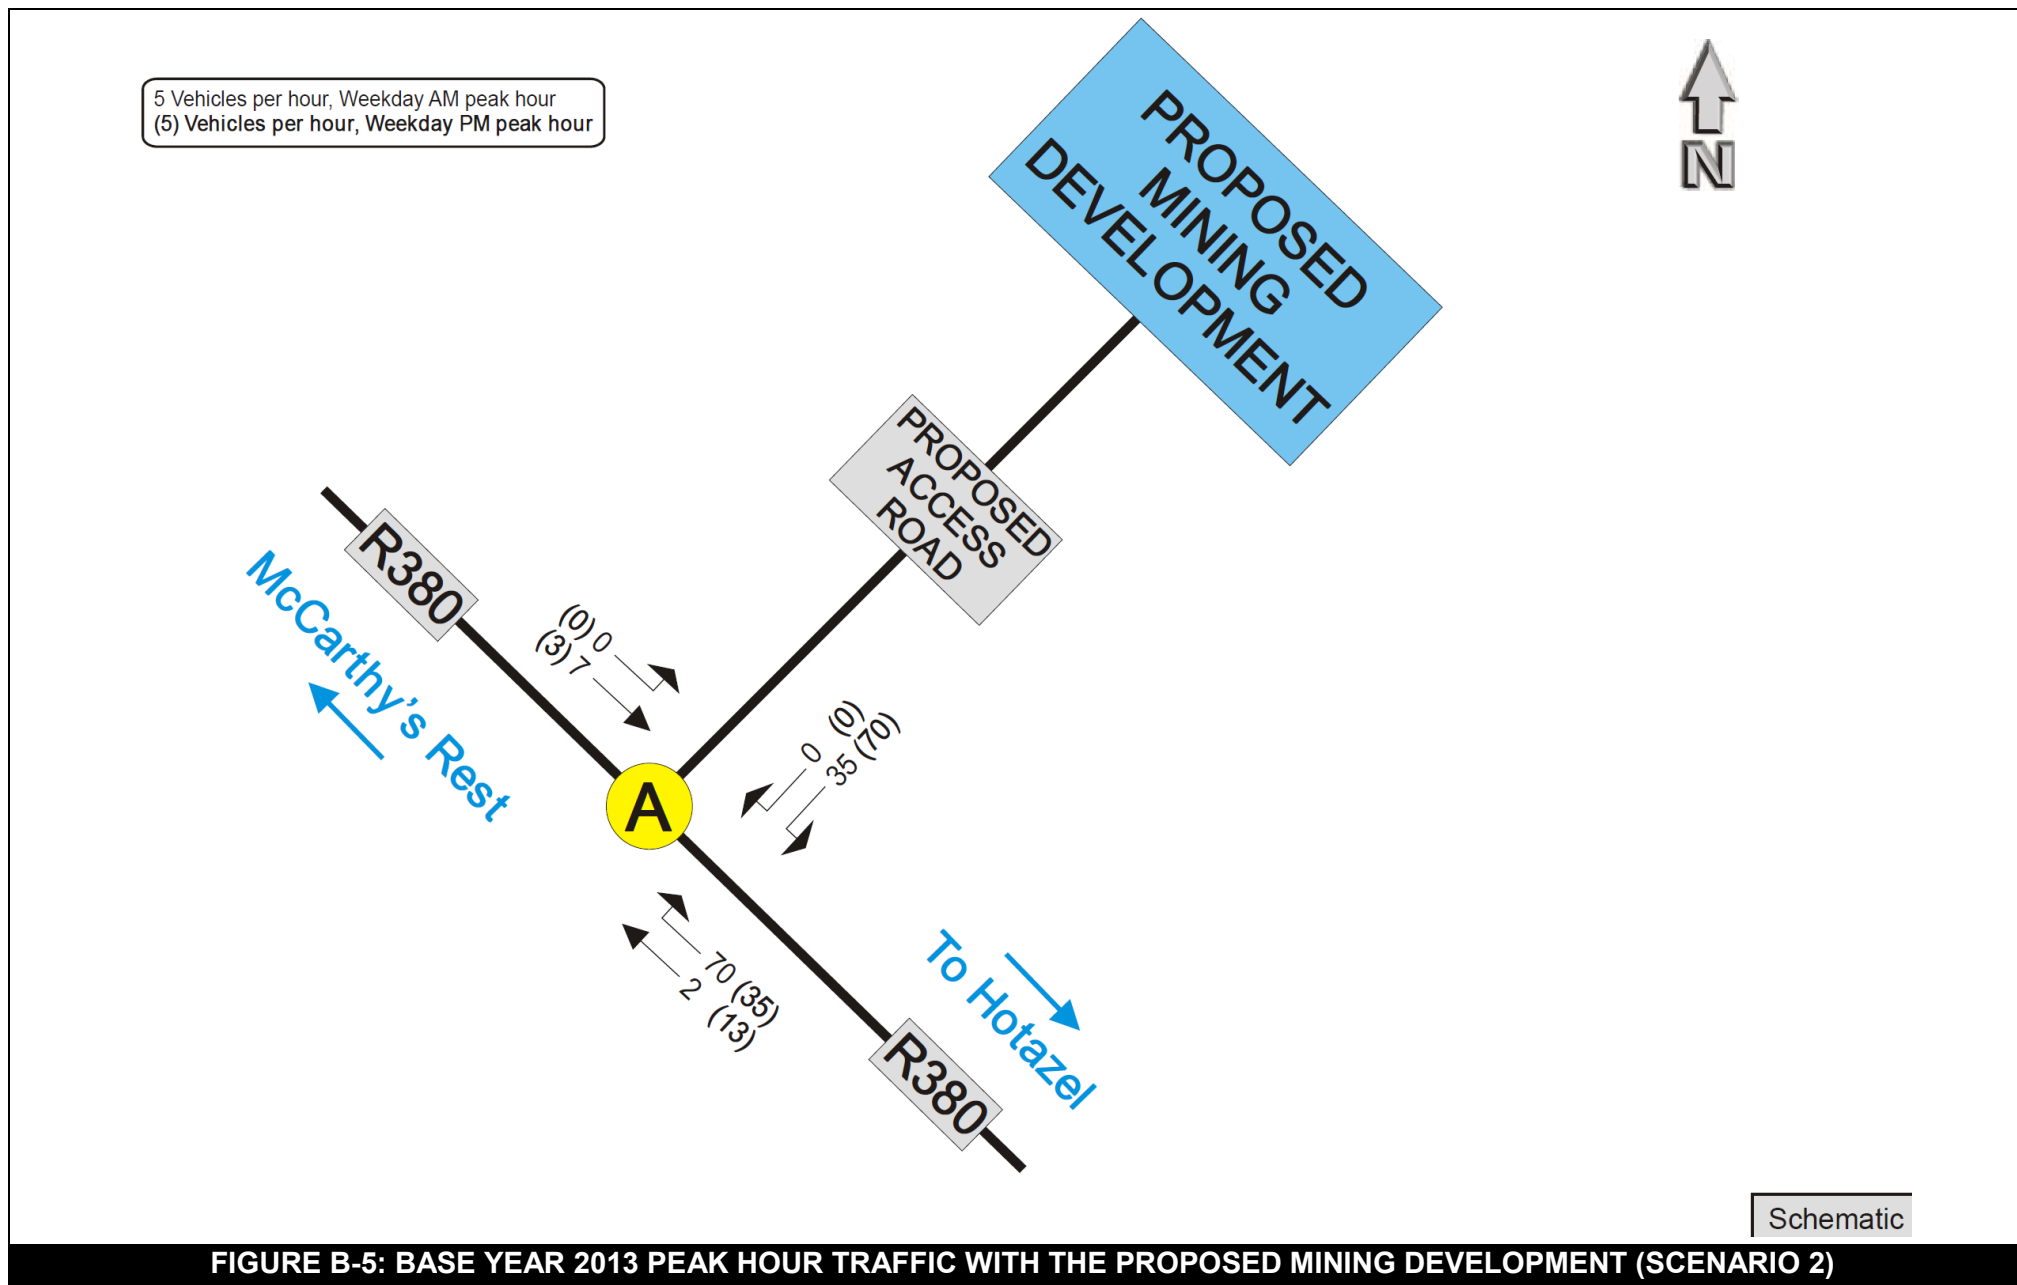 5 Vehicles per hour, Weekday AM peak hour
(5) Vehicles per hour, Weekday PM peak hour
N
PROPOSED
MINING
DEVELOPMENT
PROPOSED
ACCESS
ROAD
R380
McCarthy's Rest
(0) 0
(3) 7
0 (0)
35 (70)
A
70 (35)
2 (13)
To Hotazel
R380
Schematic
FIGURE B-5: BASE YEAR 2013 PEAK HOUR TRAFFIC WITH THE PROPOSED MINING DEVELOPMENT (SCENARIO 2)